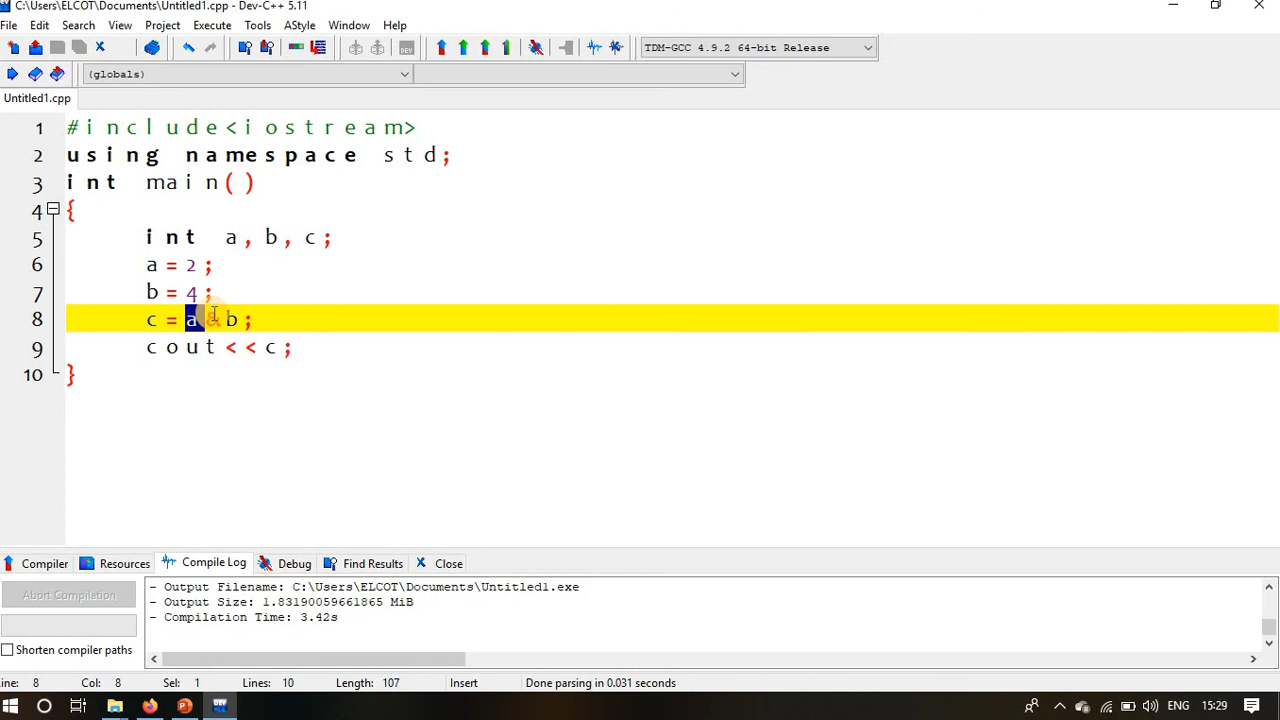 C:\Users\ELCOT\Documents\Untitled1.cpp - Dev-C++ 5.11
File Edit Search View Project Execute Tools AStyle Window Help
TDM-GCC 4.9.2 64-bit Release
(globals)
Untitled1.cpp
1 #include<iostream>
2 using namespace std;
3 int main()
4 {
5 int a,b,c;
6 a=2;
7 b=4;
8 c=a&b;
9 cout<<c;
10 }
Compiler Resources Compile Log Debug Find Results Close
Abort Compilation
- Output Filename: C:\Users\ELCOT\Documents\Untitled1.exe
- Output Size: 1.83190059661865 MiB
- Compilation Time: 3.42s
Shorten compiler paths
Line: 8 Col: 8 Sel: 1 Lines: 10 Length: 107 Insert Done parsing in 0.031 seconds
DEV ENG 15:29